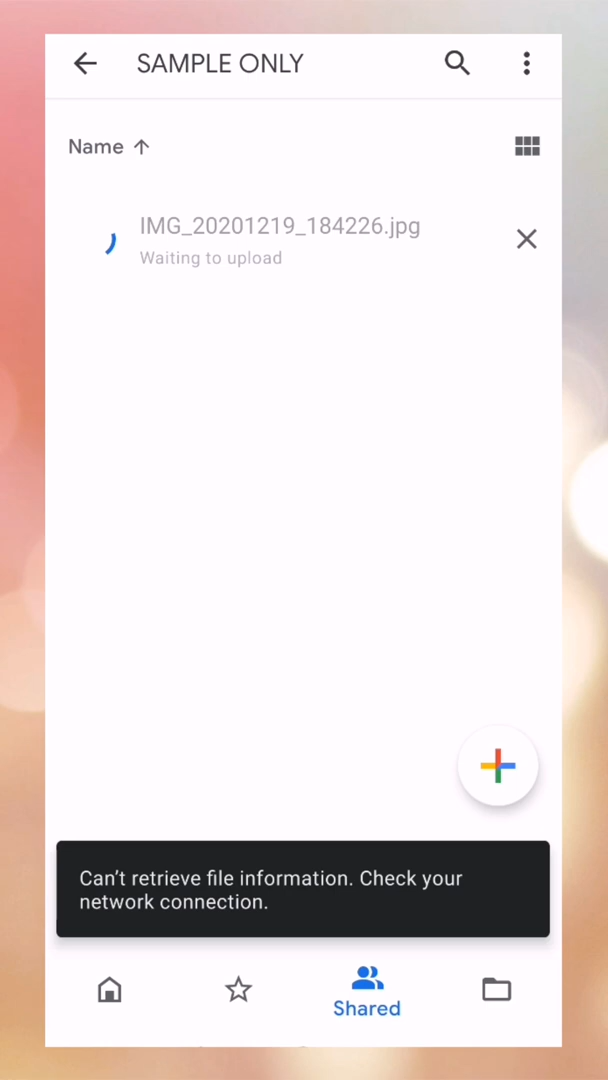 SAMPLE ONLY
Name
IMG_20201219_184226.jpg
Waiting to upload
Can’t retrieve file information. Check your
network connection.
Shared